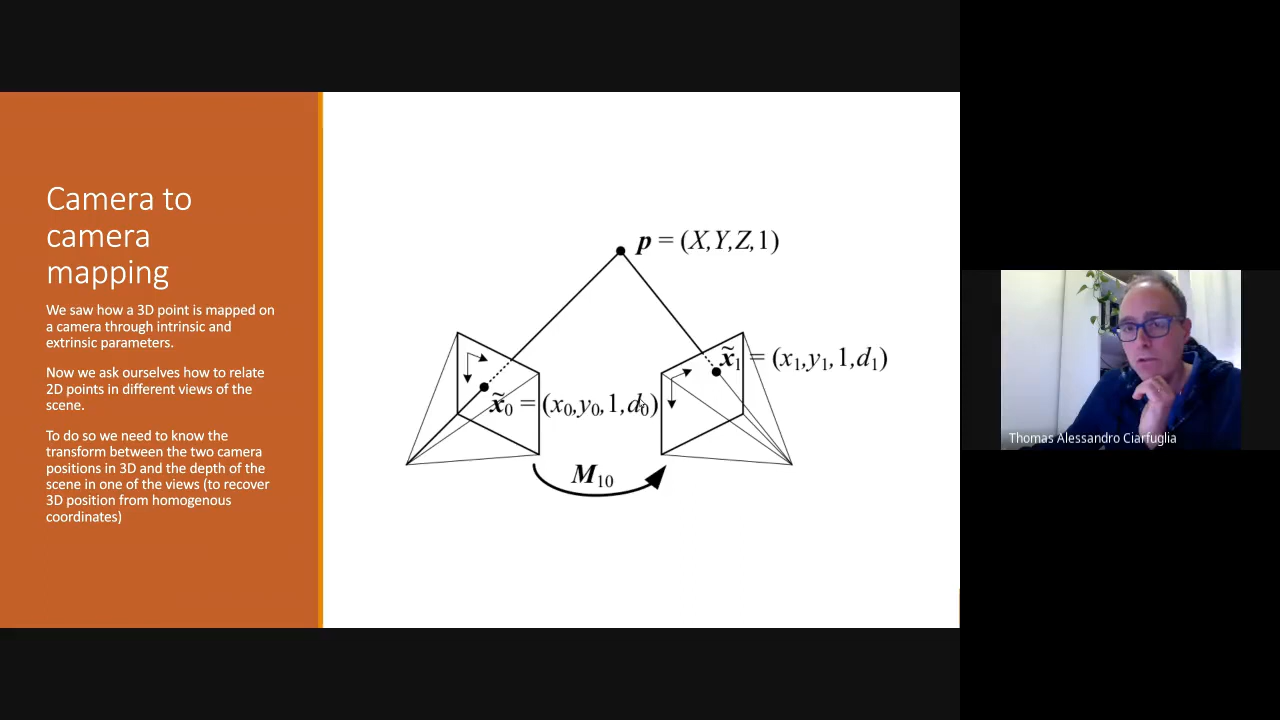 Camera to
camera
mapping
We saw how a 3D point is mapped on
a camera through intrinsic and
extrinsic parameters.
Now we ask ourselves how to relate
2D points in different views of the
scene.
To do so we need to know the
transform between the two camera
positions in 3D and the depth of the
scene in one of the views (to recover
3D position from homogenous
coordinates)
p = (X,Y,Z,1)
x̃₁ = (x₁,y₁,1,d₁)
x̃₀ = (x₀,y₀,1,d₀)
M₁₀
Thomas Alessandro Ciarfuglia